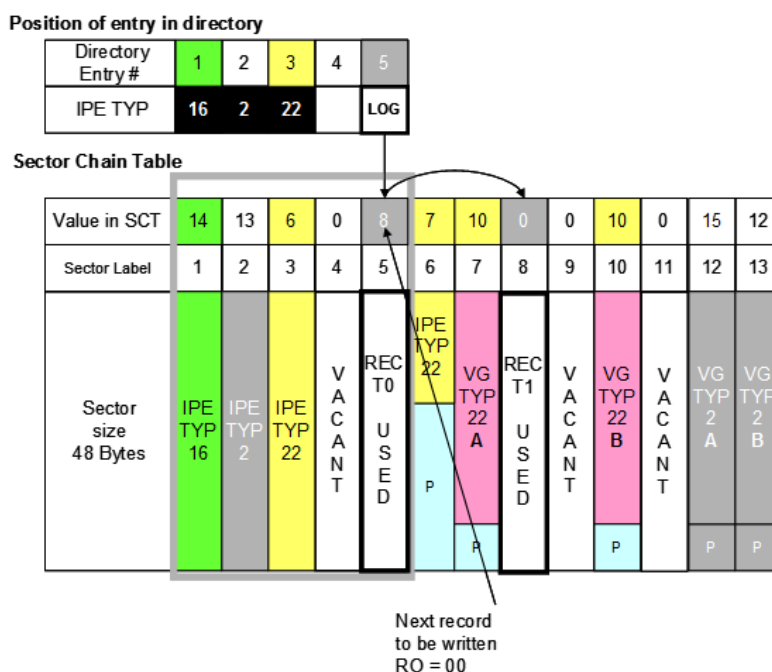 Position of entry in directory
Directory Entry # 1 2 3 4 5
IPE TYP 16 2 22 LOG
Sector Chain Table
Value in SCT 14 13 6 0 8 7 10 0 0 10 0 15 12
Sector Label 1 2 3 4 5 6 7 8 9 10 11 12 13
Sector size 48 Bytes
IPE TYP 16
IPE TYP 2
IPE TYP 22
VACANT
REC T0 USED
IPE TYP 22
P
VG TYP 22 A
P
REC T1 USED
VACANT
VG TYP 22 B
P
VACANT
VG TYP 2 A
P
VG TYP 2 B
P
Next record
to be written
RO = 00